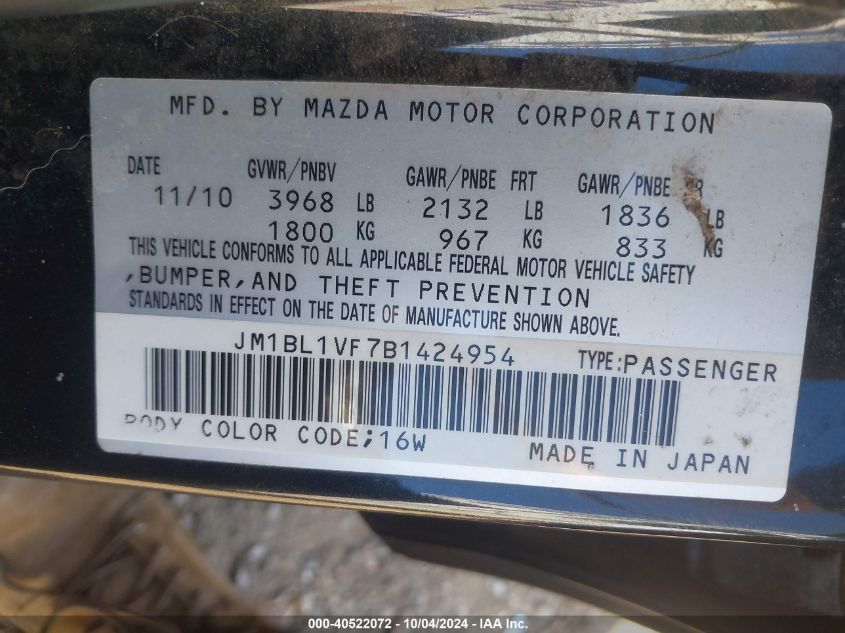 MFD. BY MAZDA MOTOR CORPORATION
DATE GVWR/PNBV GAWR/PNBE FRT GAWR/PNBE RR
11/10 3968 LB 2132 LB 1836 LB
1800 KG 967 KG 833 KG
THIS VEHICLE CONFORMS TO ALL APPLICABLE FEDERAL MOTOR VEHICLE SAFETY
,BUMPER,AND THEFT PREVENTION
STANDARDS IN EFFECT ON THE DATE OF MANUFACTURE SHOWN ABOVE.
JM1BL1VF7B1424954 TYPE:PASSENGER
BODY COLOR CODE;16W MADE IN JAPAN
000-40522072 - 10/04/2024 - IAA Inc.